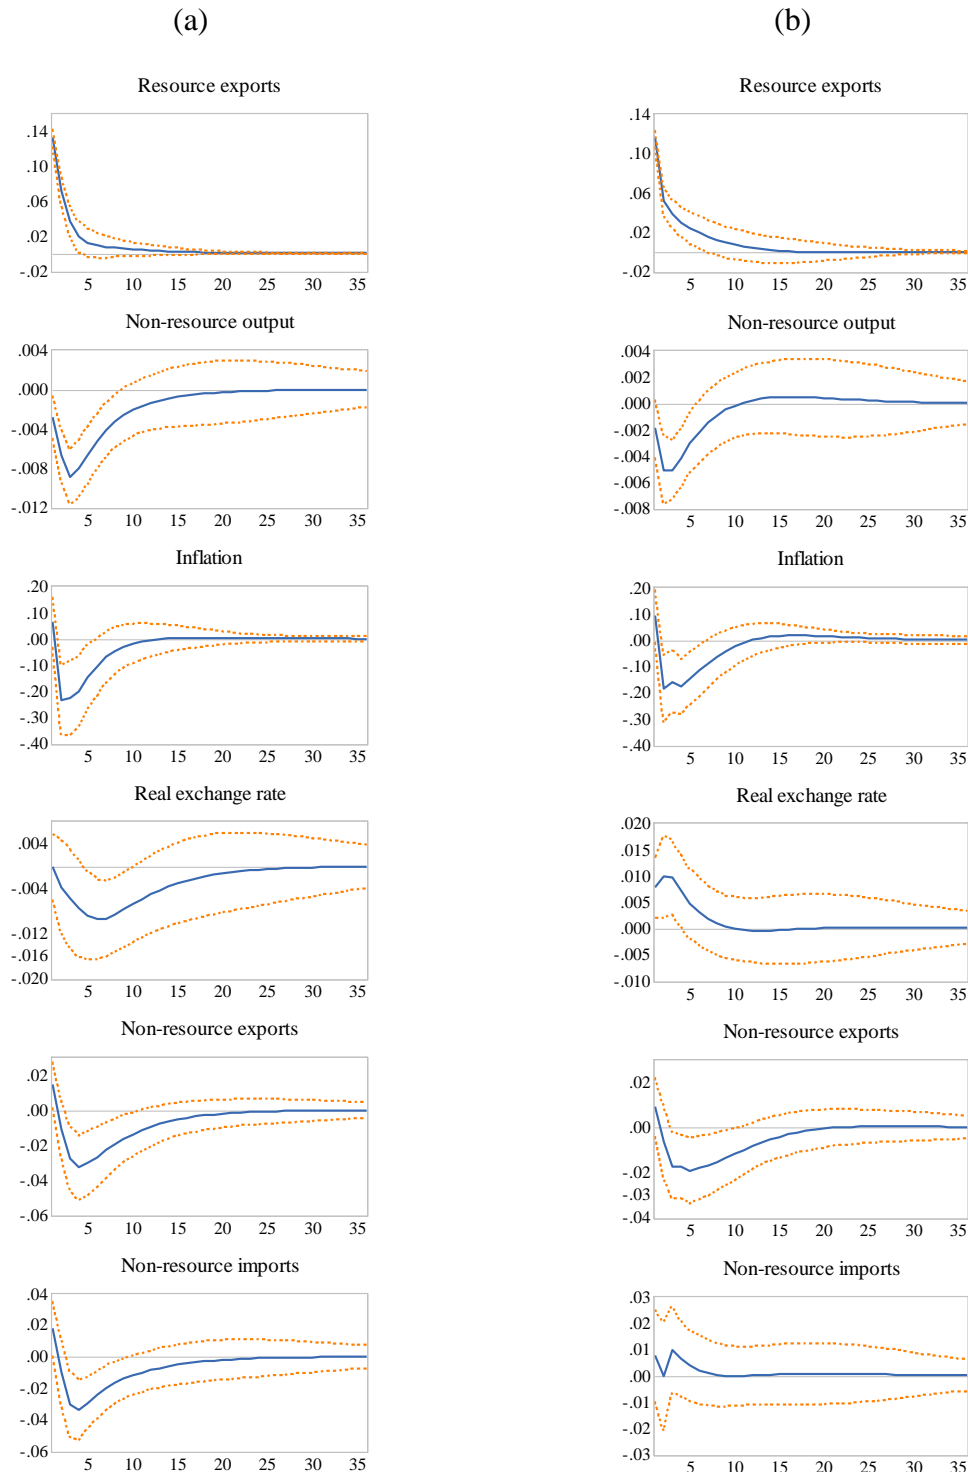 (a)
Resource exports
.14
.10
.06
.02
-.02
5 10 15 20 25 30 35
Non-resource output
.004
.000
-.004
-.008
-.012
5 10 15 20 25 30 35
Inflation
.20
.10
.00
-.10
-.20
-.30
-.40
5 10 15 20 25 30 35
Real exchange rate
.004
-.004
-.012
-.016
-.020
5 10 15 20 25 30 35
Non-resource exports
.02
.00
-.02
-.04
-.06
5 10 15 20 25 30 35
Non-resource imports
.04
.02
.00
-.02
-.04
-.06
5 10 15 20 25 30 35
(b)
Resource exports
.14
.10
.06
.02
-.02
5 10 15 20 25 30 35
Non-resource output
.004
.002
.000
-.002
-.004
-.006
-.008
5 10 15 20 25 30 35
Inflation
.20
.10
.00
-.10
-.20
-.30
-.40
5 10 15 20 25 30 35
Real exchange rate
.020
.015
.010
.005
.000
-.005
-.010
5 10 15 20 25 30 35
Non-resource exports
.02
.00
-.02
-.03
-.04
5 10 15 20 25 30 35
Non-resource imports
.03
.02
.01
.00
-.01
-.02
-.03
5 10 15 20 25 30 35